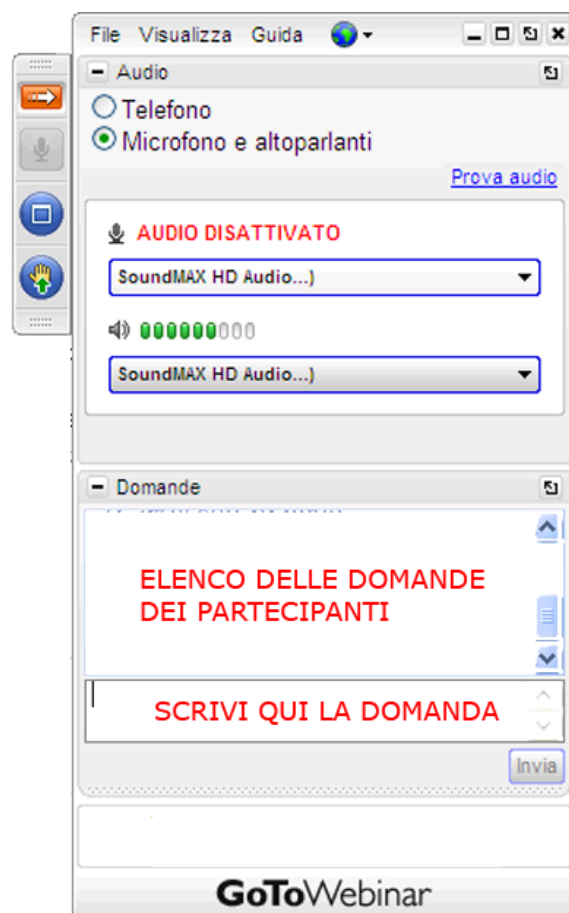 File Visualizza Guida
Audio
Telefono
Microfono e altoparlanti
Prova audio
AUDIO DISATTIVATO
SoundMAX HD Audio...)
SoundMAX HD Audio...)
Domande
ELENCO DELLE DOMANDE
DEI PARTECIPANTI
SCRIVI QUI LA DOMANDA
Invia
GoToWebinar